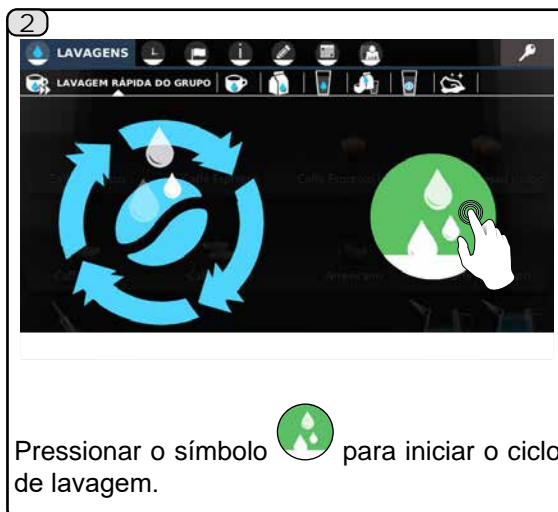 2
LAVAGENS
LAVAGEM RÁPIDA DO GRUPO
Pressionar o símbolo para iniciar o ciclo
de lavagem.